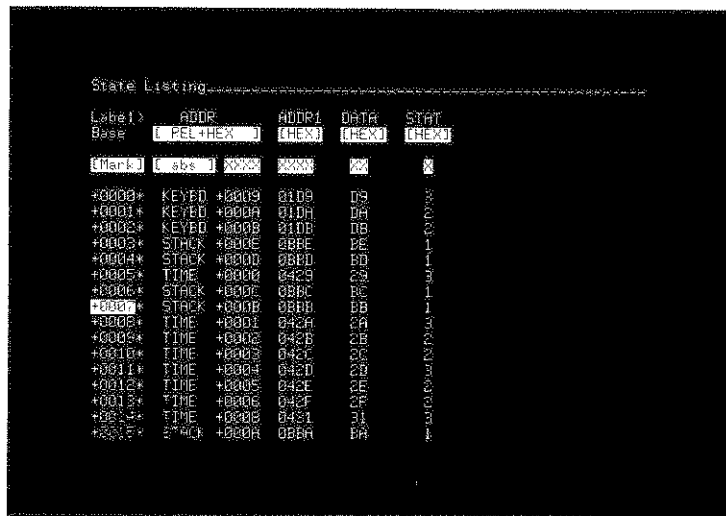 State Listing
Label> ADDR ADDR1 DATA STAT
Base [ REL+HEX ] [HEX] [HEX] [HEX]
[Mark] [ abs ] XXXX XXXX XX X
+0000* KEYBD +0009 01D9 D9 3
+0001* KEYBD +000A 01DA DA 2
+0002* KEYBD +000B 01DB DB 2
+0003* STACK +000E 0BBE BE 1
+0004* STACK +000D 0BBD BD 1
+0005* TIME +0000 0429 29 3
+0006* STACK +000C 0BBC BC 1
+0007* STACK +000B 0BBB BB 1
+0008* TIME +0001 042A 2A 3
+0009* TIME +0002 042B 2B 2
+0010* TIME +0003 042C 2C 2
+0011* TIME +0004 042D 2D 3
+0012* TIME +0005 042E 2E 2
+0013* TIME +0006 042F 2F 2
+0014* TIME +0008 0431 31 3
+0015* STACK +000A 0BBA BA 1